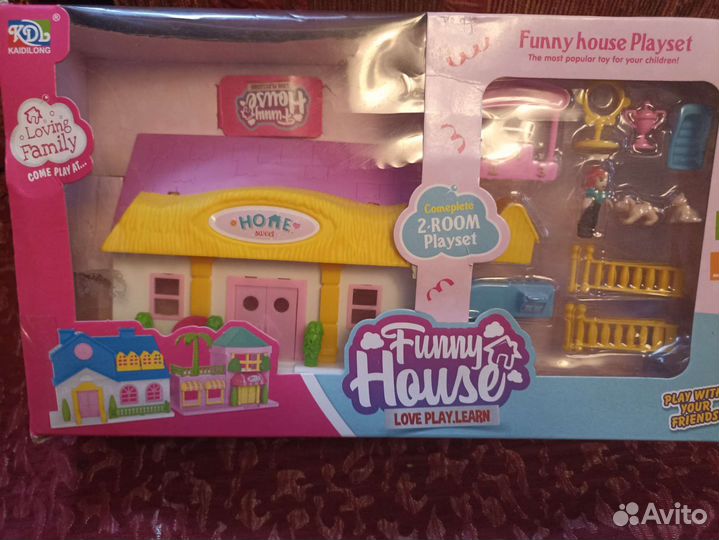 KDL®
KAIDILONG
Loving
Family
COME PLAY AT...
Funny
House
HOME
sweet
Comeplete
2-ROOM
Playset
Funny house Playset
The most popular toy for your children!
Funny
House
LOVE PLAY.LEARN
PLAY WITH
YOUR
FRIENDS
Avito